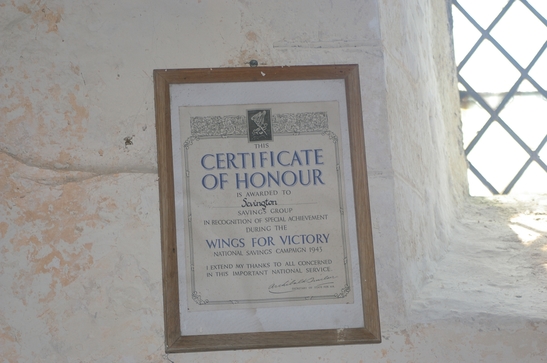 THIS
CERTIFICATE
OF HONOUR
IS AWARDED TO
Sevington
SAVINGS GROUP
IN RECOGNITION OF SPECIAL ACHIEVEMENT
DURING THE
WINGS FOR VICTORY
NATIONAL SAVINGS CAMPAIGN 1943
I EXTEND MY THANKS TO ALL CONCERNED
IN THIS IMPORTANT NATIONAL SERVICE